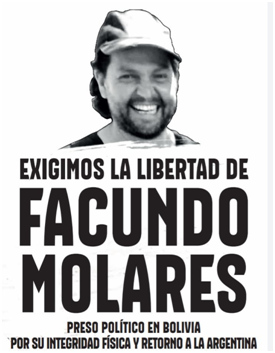 EXIGIMOS LA LIBERTAD DE
FACUNDO
MOLARES
PRESO POLÍTICO EN BOLIVIA
POR SU INTEGRIDAD FÍSICA Y RETORNO A LA ARGENTINA